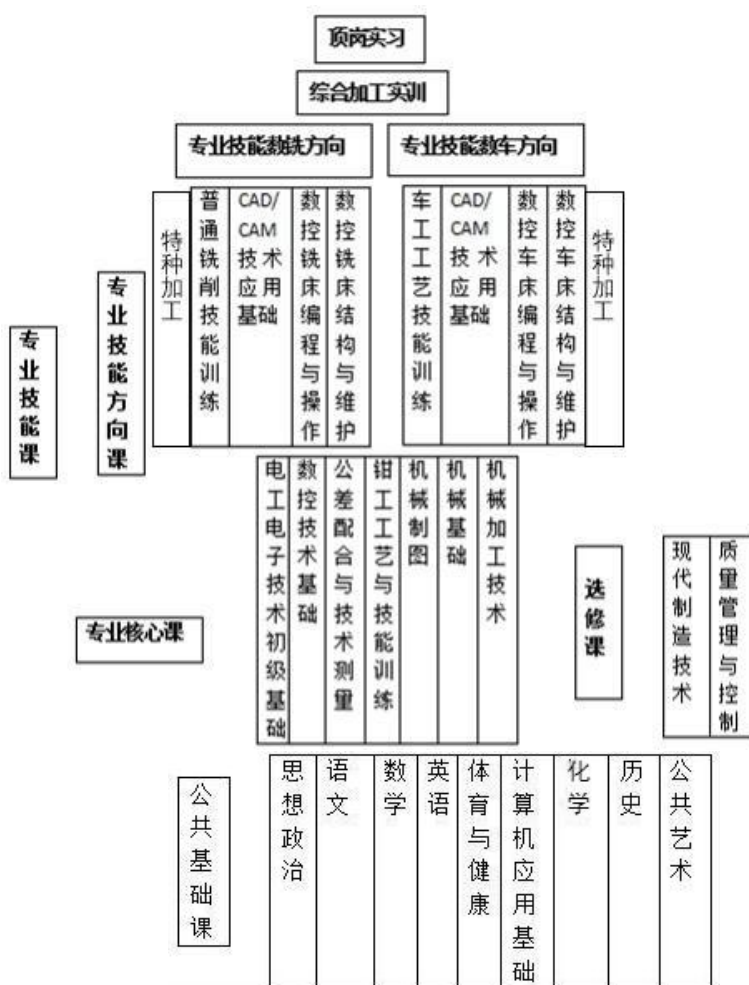 顶岗实习
综合加工实训
专业技能数铣方向
专业技能数车方向
专业技能课
专业技能方向课
特种加工
普通铣削技能训练
CAD/
CAM
技术
应用
基础
数控铣床编程与操作
数控铣床结构与维护
车工工艺技能训练
CAD/
CAM
技术
应用
基础
数控车床编程与操作
数控车床结构与维护
特种加工
专业核心课
电工电子技术初级基础
数控技术基础
公差配合与技术测量
钳工工艺与技能训练
机械制图
机械基础
机械加工技术
选修课
现代制造技术
质量管理与控制
公共基础课
思想政治
语文
数学
英语
体育与健康
计算机应用基础
化学
历史
公共艺术